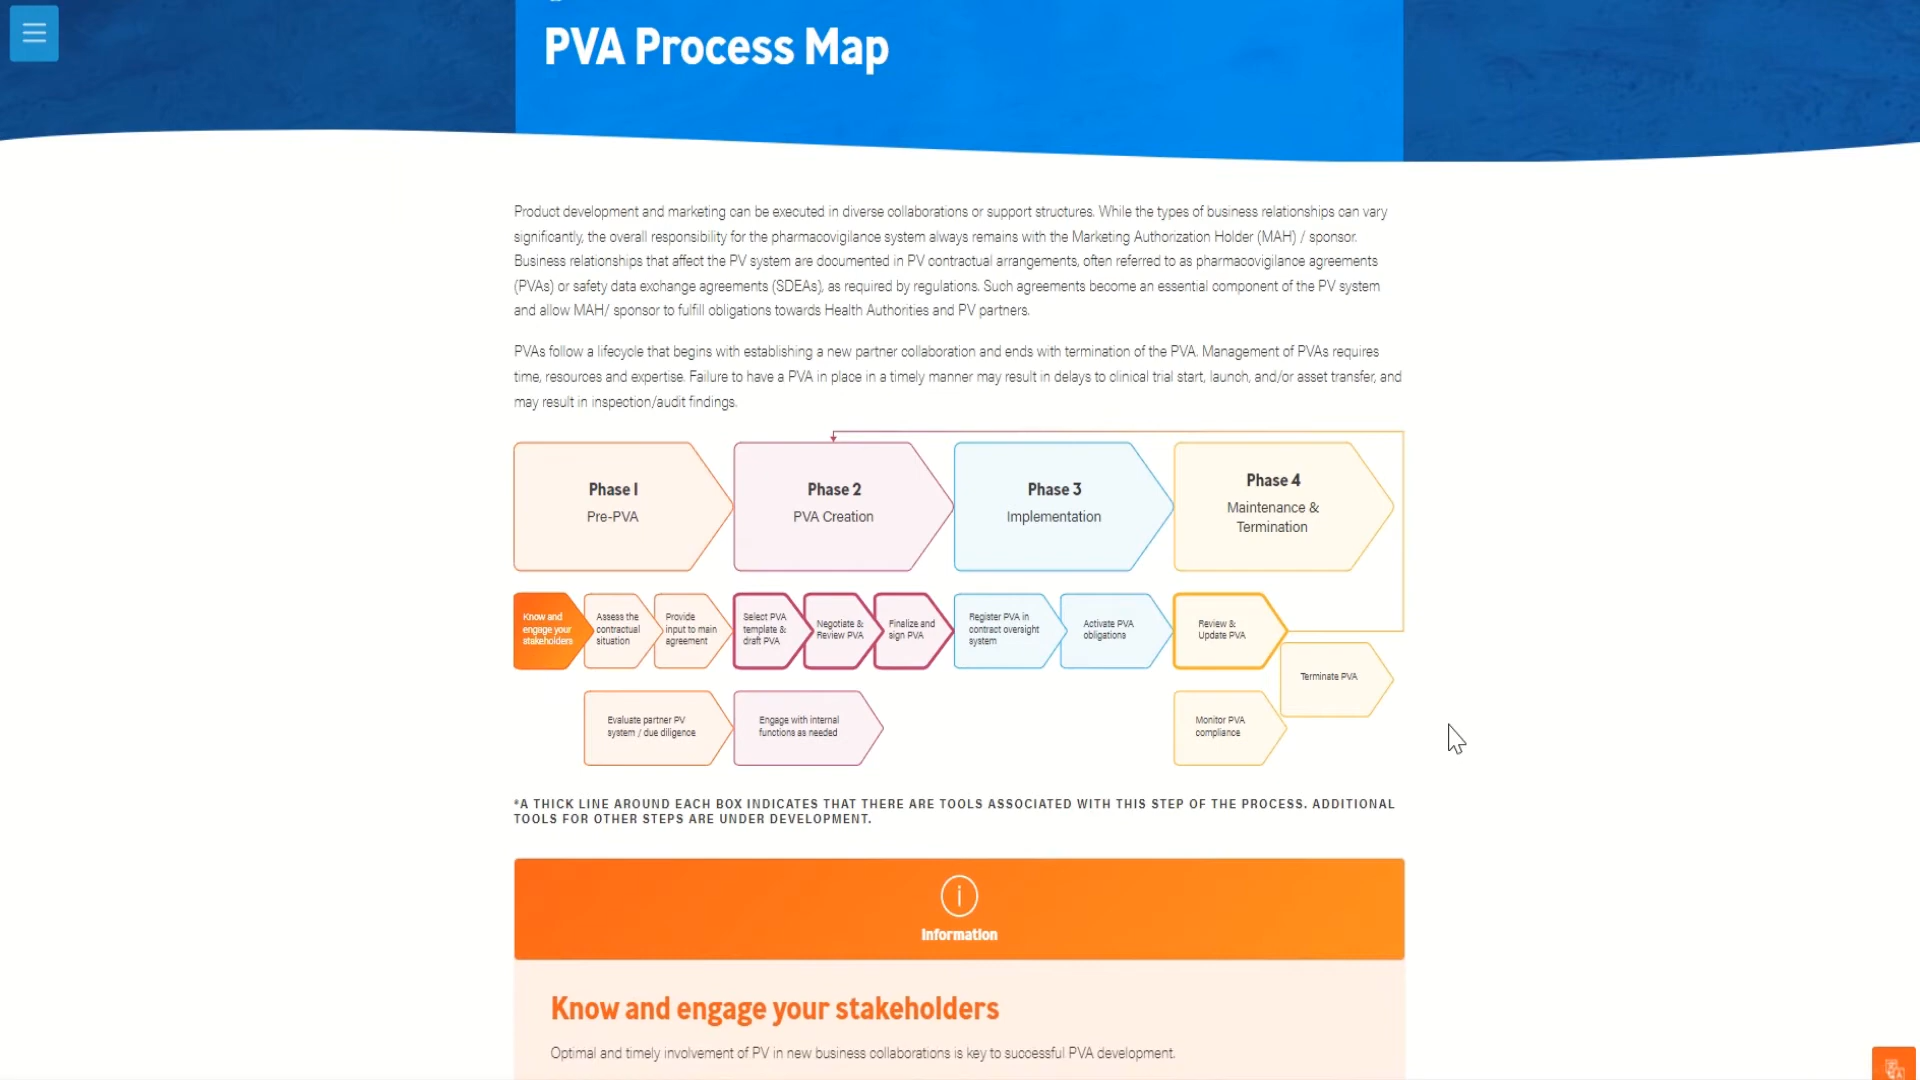 PVA Process Map
Product development and marketing can be executed in diverse collaborations or support structures. While the types of business relationships can vary
significantly, the overall responsibility for the pharmacovigilance system always remains with the Marketing Authorization Holder (MAH) / sponsor.
Business relationships that affect the PV system are documented in PV contractual arrangements, often referred to as pharmacovigilance agreements
(PVAs) or safety data exchange agreements (SDEAs), as required by regulations. Such agreements become an essential component of the PV system
and allow MAH/ sponsor to fulfill obligations towards Health Authorities and PV partners.
PVAs follow a lifecycle that begins with establishing a new partner collaboration and ends with termination of the PVA. Management of PVAs requires
time, resources and expertise. Failure to have a PVA in place in a timely manner may result in delays to clinical trial start, launch, and/or asset transfer, and
may result in inspection/audit findings.
Phase 1
Pre-PVA
Phase 2
PVA Creation
Phase 3
Implementation
Phase 4
Maintenance &
Termination
Know and
engage your
stakeholders
Assess the
contractual
situation
Provide
input to main
agreement
Select PVA
template &
draft PVA
Negotiate &
Review PVA
Finalize and
sign PVA
Register PVA in
contract oversight
system
Activate PVA
obligations
Review &
Update PVA
Terminate PVA
Evaluate partner PV
system / due diligence
Engage with internal
functions as needed
Monitor PVA
compliance
*A THICK LINE AROUND EACH BOX INDICATES THAT THERE ARE TOOLS ASSOCIATED WITH THIS STEP OF THE PROCESS. ADDITIONAL
TOOLS FOR OTHER STEPS ARE UNDER DEVELOPMENT.
Information
Know and engage your stakeholders
Optimal and timely involvement of PV in new business collaborations is key to successful PVA development.